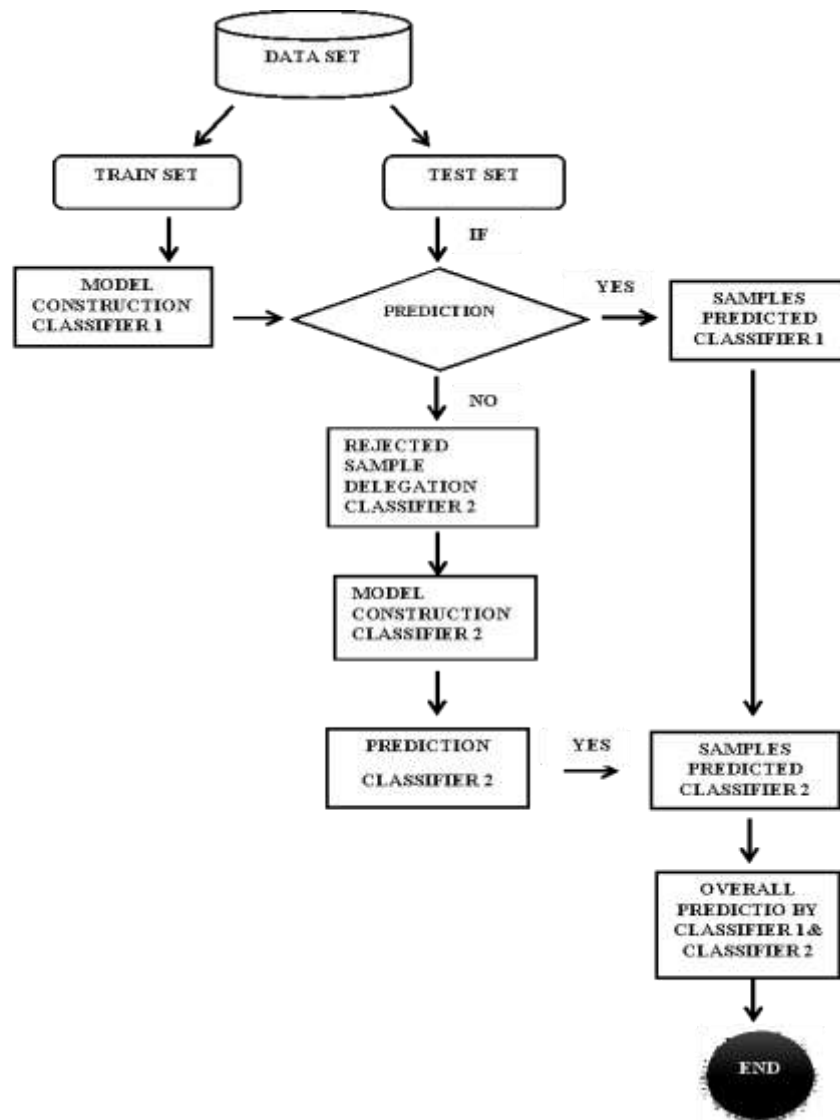 DATA SET
TRAIN SET
TEST SET
IF
MODEL
CONSTRUCTION
CLASSIFIER 1
PREDICTION
YES
SAMPLES
PREDICTED
CLASSIFIER 1
NO
REJECTED
SAMPLE
DELEGATION
CLASSIFIER 2
MODEL
CONSTRUCTION
CLASSIFIER 2
PREDICTION
CLASSIFIER 2
YES
SAMPLES
PREDICTED
CLASSIFIER 2
OVERALL
PREDICTIO BY
CLASSIFIER 1 &
CLASSIFIER 2
END